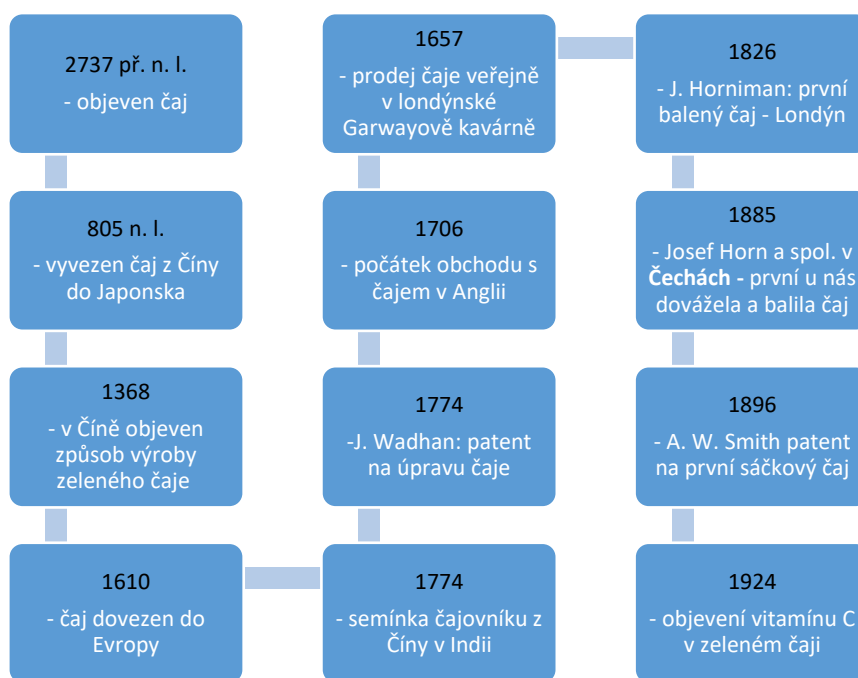 2737 př. n. l.
- objeven čaj
805 n. l.
- vyvezen čaj z Číny
do Japonska
1368
- v Číně objeven
způsob výroby
zeleného čaje
1610
- čaj dovezen do
Evropy
1774
- semínka čajovníku z
Číny v Indii
1774
-J. Wadhan: patent
na úpravu čaje
1706
- počátek obchodu s
čajem v Anglii
1657
- prodej čaje veřejně
v londýnské
Garwayově kavárně
1826
- J. Horniman: první
balený čaj - Londýn
1885
- Josef Horn a spol. v
Čechách - první u nás
dovážela a balila čaj
1896
- A. W. Smith patent
na první sáčkový čaj
1924
- objevení vitamínu C
v zeleném čaji